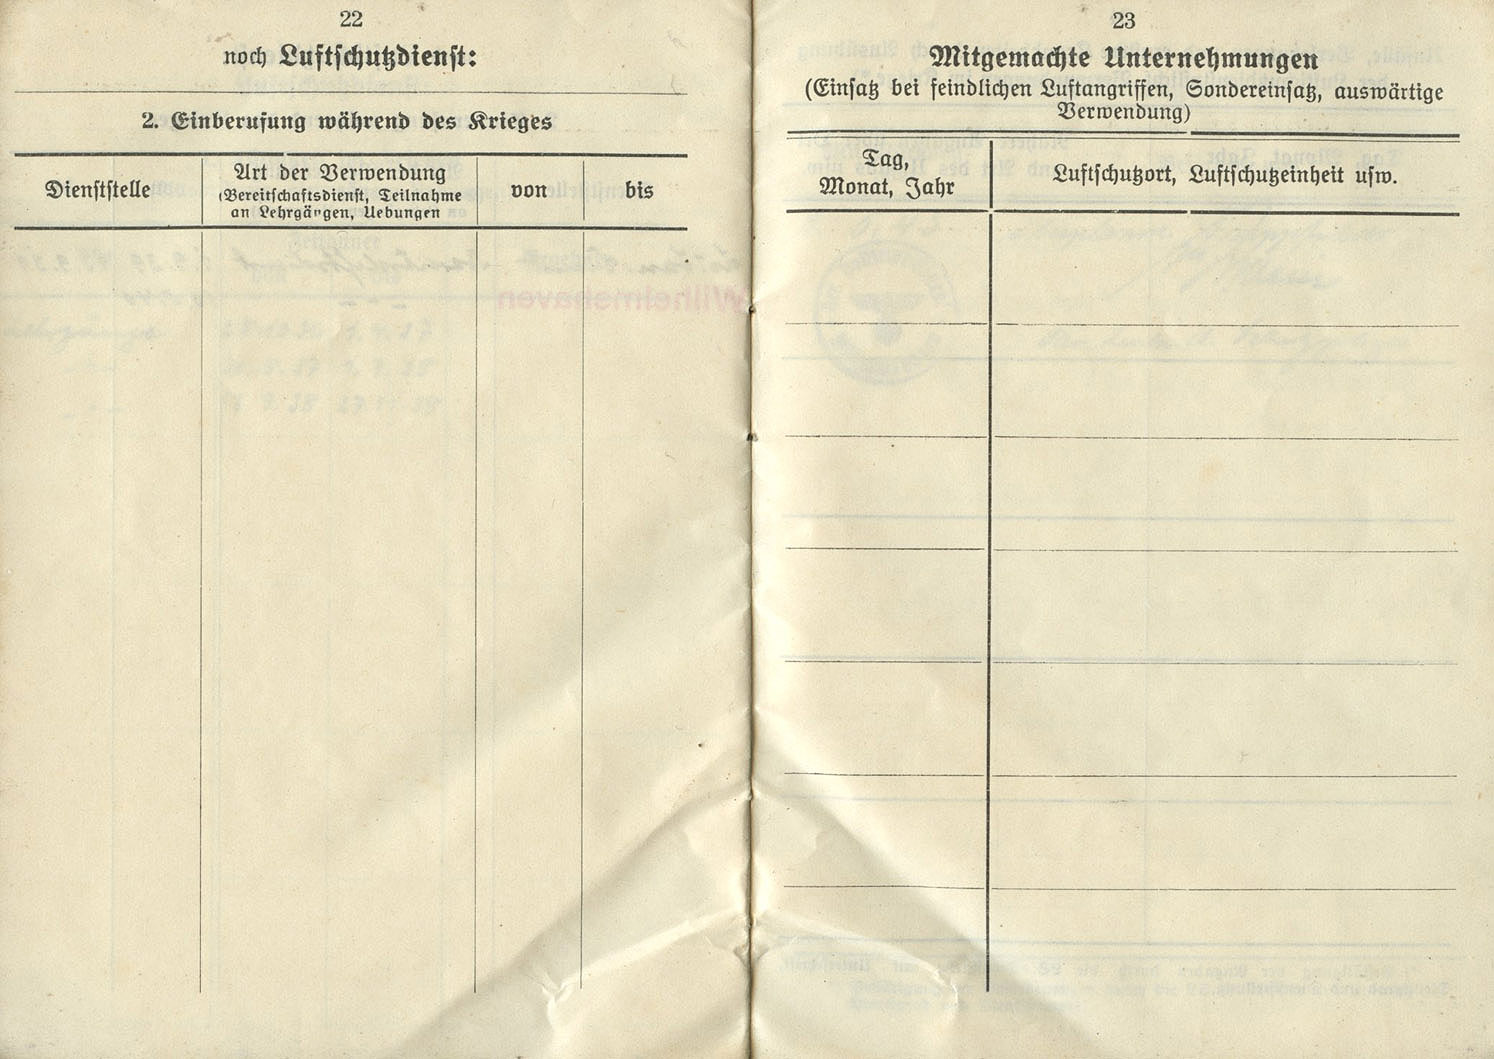 22
noch Luftschutzdienst:
2. Einberufung während des Krieges
Dienststelle
Art der Verwendung
(Bereitschaftsdienst, Teilnahme
an Lehrgängen, Uebungen
von
bis
Wilhelmshaven
23
Mitgemachte Unternehmungen
(Einsatz bei feindlichen Luftangriffen, Sondereinsatz, auswärtige
Verwendung)
Tag,
Monat, Jahr
Luftschutzort, Luftschutzeinheit usw.